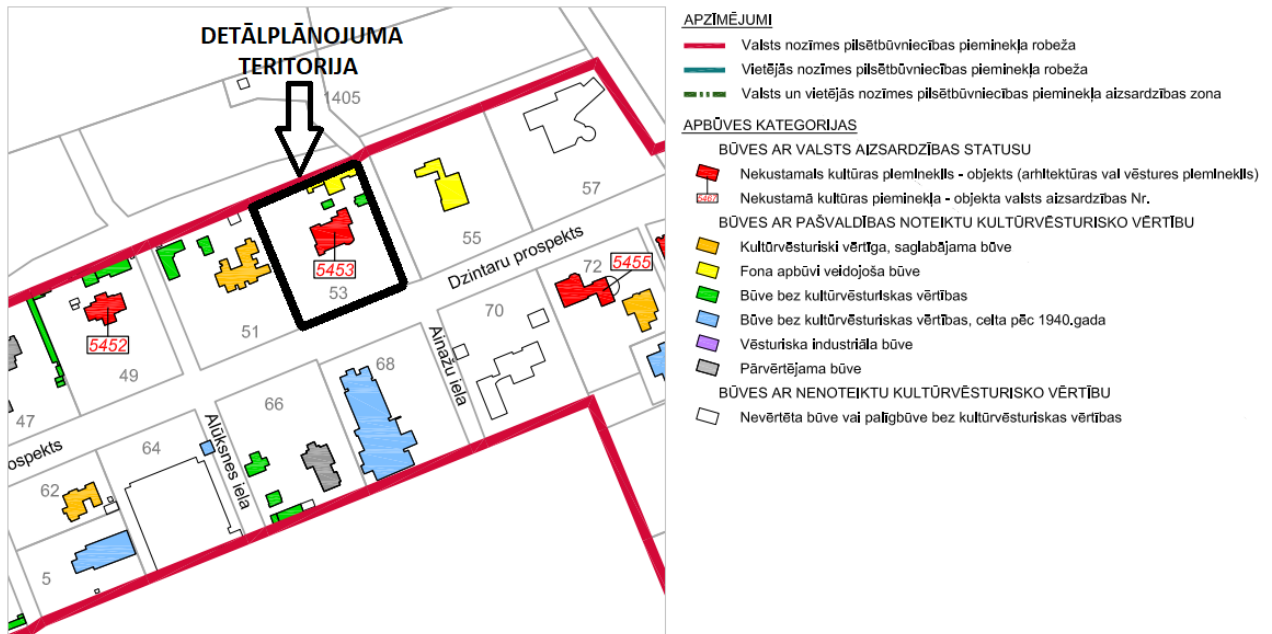 DETĀLPLĀNOJUMA
TERITORIJA
1405
57
55
Dzintaru prospekts
5453
53
72
5455
51
70
Ainažu iela
5452
49
68
47
66
Alūksnes iela
64
ospekts
62
5
APZĪMĒJUMI
Valsts nozīmes pilsētbūvniecības pieminekļa robeža
Vietējās nozīmes pilsētbūvniecības pieminekļa robeža
Valsts un vietējās nozīmes pilsētbūvniecības pieminekļa aizsardzības zona
APBŪVES KATEGORIJAS
BŪVES AR VALSTS AIZSARDZĪBAS STATUSU
Nekustamais kultūras piemineklis - objekts (arhitektūras vai vēstures piemineklis)
5467
Nekustamā kultūras pieminekļa - objekta valsts aizsardzības Nr.
BŪVES AR PAŠVALDĪBAS NOTEIKTU KULTŪRVĒSTURISKO VĒRTĪBU
Kultūrvēsturiski vērtīga, saglabājama būve
Fona apbūvi veidojoša būve
Būve bez kultūrvēsturiskas vērtības
Būve bez kultūrvēsturiskas vērtības, celta pēc 1940.gada
Vēsturiska industriāla būve
Pārvērtējama būve
BŪVES AR NENOTEIKTU KULTŪRVĒSTURISKO VĒRTĪBU
Nevērtēta būve vai palīgbūve bez kultūrvēsturiskas vērtības